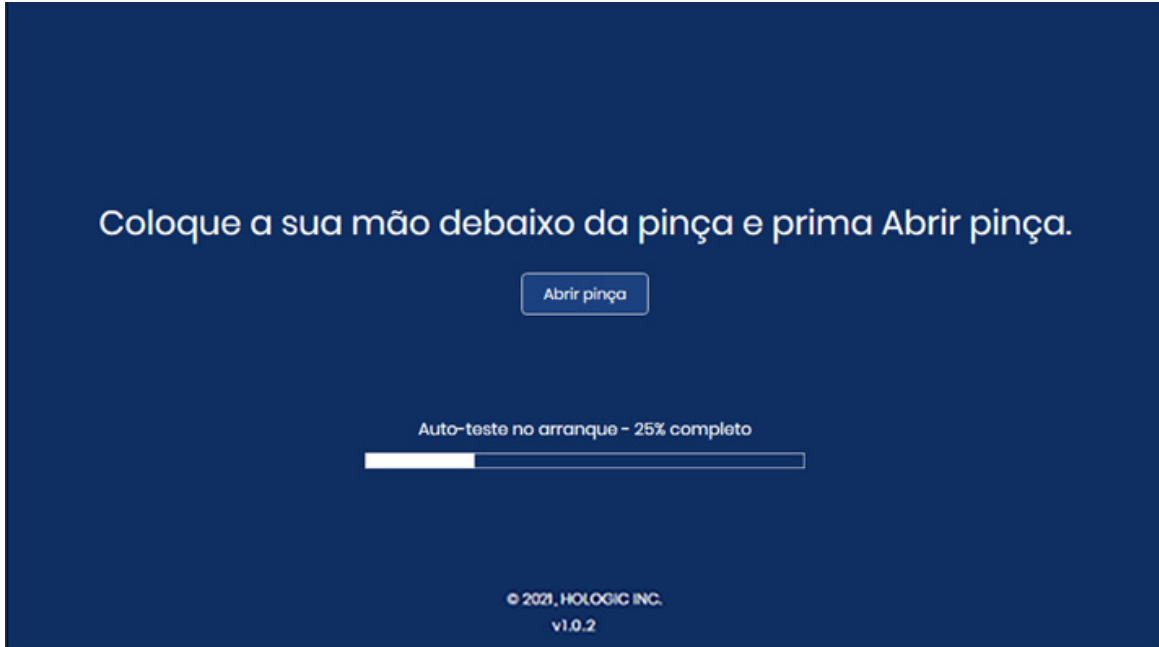 Coloque a sua mão debaixo da pinça e prima Abrir pinça.
Abrir pinça
Auto-teste no arranque - 25% completo
© 2021, HOLOGIC INC.
v1.0.2